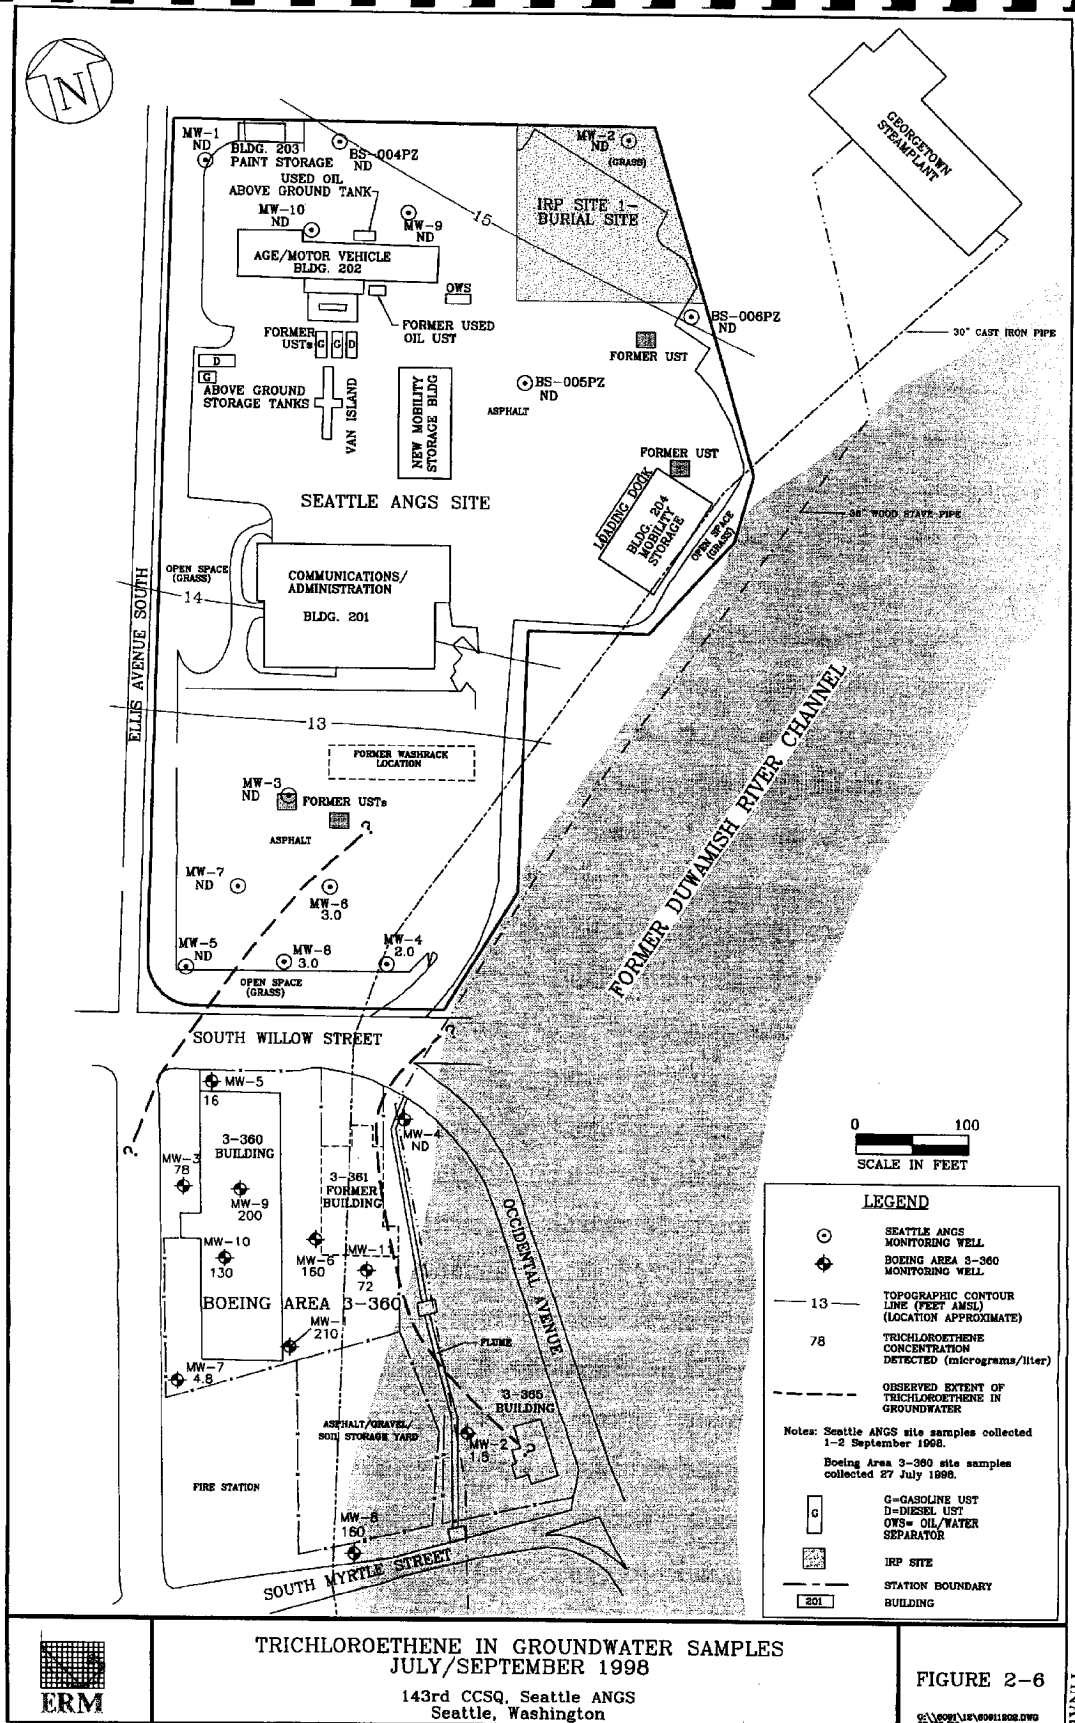 N
MW-1
ND
BLDG. 203
PAINT STORAGE
BS-004PZ
ND
USED OIL
ABOVE GROUND TANK
MW-10
ND
MW-9
ND
AGE/MOTOR VEHICLE
BLDG. 202
OWS
FORMER USED
OIL UST
FORMER
USTs
G
G
D
D
G
ABOVE GROUND
STORAGE TANKS
VAN ISLAND
NEW MOBILITY
STORAGE BLDG
15
MW-2
ND
(GRASS)
IRP SITE 1-
BURIAL SITE
GEORGETOWN
STEAMPLANT
BS-006PZ
ND
FORMER UST
BS-005PZ
ND
ASPHALT
30" CAST IRON PIPE
FORMER UST
LOADING DOCK
BLDG. 204
MOBILITY
STORAGE
OPEN SPACE
(GRASS)
WOOD STAVE PIPE
SEATTLE ANGS SITE
OPEN SPACE
(GRASS)
14
COMMUNICATIONS/
ADMINISTRATION
BLDG. 201
ELLIS AVENUE SOUTH
13
FORMER WASHRACK
LOCATION
MW-3
ND
FORMER USTs
?
ASPHALT
MW-7
ND
MW-6
3.0
MW-5
ND
MW-8
3.0
MW-4
2.0
OPEN SPACE
(GRASS)
FORMER DUWAMISH RIVER CHANNEL
SOUTH WILLOW STREET
?
?
MW-5
16
3-360
BUILDING
MW-4
ND
MW-3
78
MW-9
200
3-361
FORMER
BUILDING
MW-10
130
MW-6
160
MW-11
72
BOEING AREA 3-360
MW-
210
MW-7
4.8
OCCIDENTAL AVENUE
FLUME
3-365
BUILDING
ASPHALT/GRAVEL/
SOIL STORAGE YARD
MW-2
1.5
?
FIRE STATION
MW-8
160
SOUTH MYRTLE STREET
0 100
SCALE IN FEET
LEGEND
SEATTLE ANGS
MONITORING WELL
BOEING AREA 3-360
MONITORING WELL
13
TOPOGRAPHIC CONTOUR
LINE (FEET AMSL)
(LOCATION APPROXIMATE)
78
TRICHLOROETHENE
CONCENTRATION
DETECTED (micrograms/liter)
OBSERVED EXTENT OF
TRICHLOROETHENE IN
GROUNDWATER
Notes: Seattle ANGS site samples collected
1-2 September 1998.
Boeing Area 3-360 site samples
collected 27 July 1998.
G
G=GASOLINE UST
D=DIESEL UST
OWS= OIL/WATER
SEPARATOR
IRP SITE
STATION BOUNDARY
201
BUILDING
ERM
TRICHLOROETHENE IN GROUNDWATER SAMPLES
JULY/SEPTEMBER 1998
143rd CCSQ, Seattle ANGS
Seattle, Washington
FIGURE 2-6